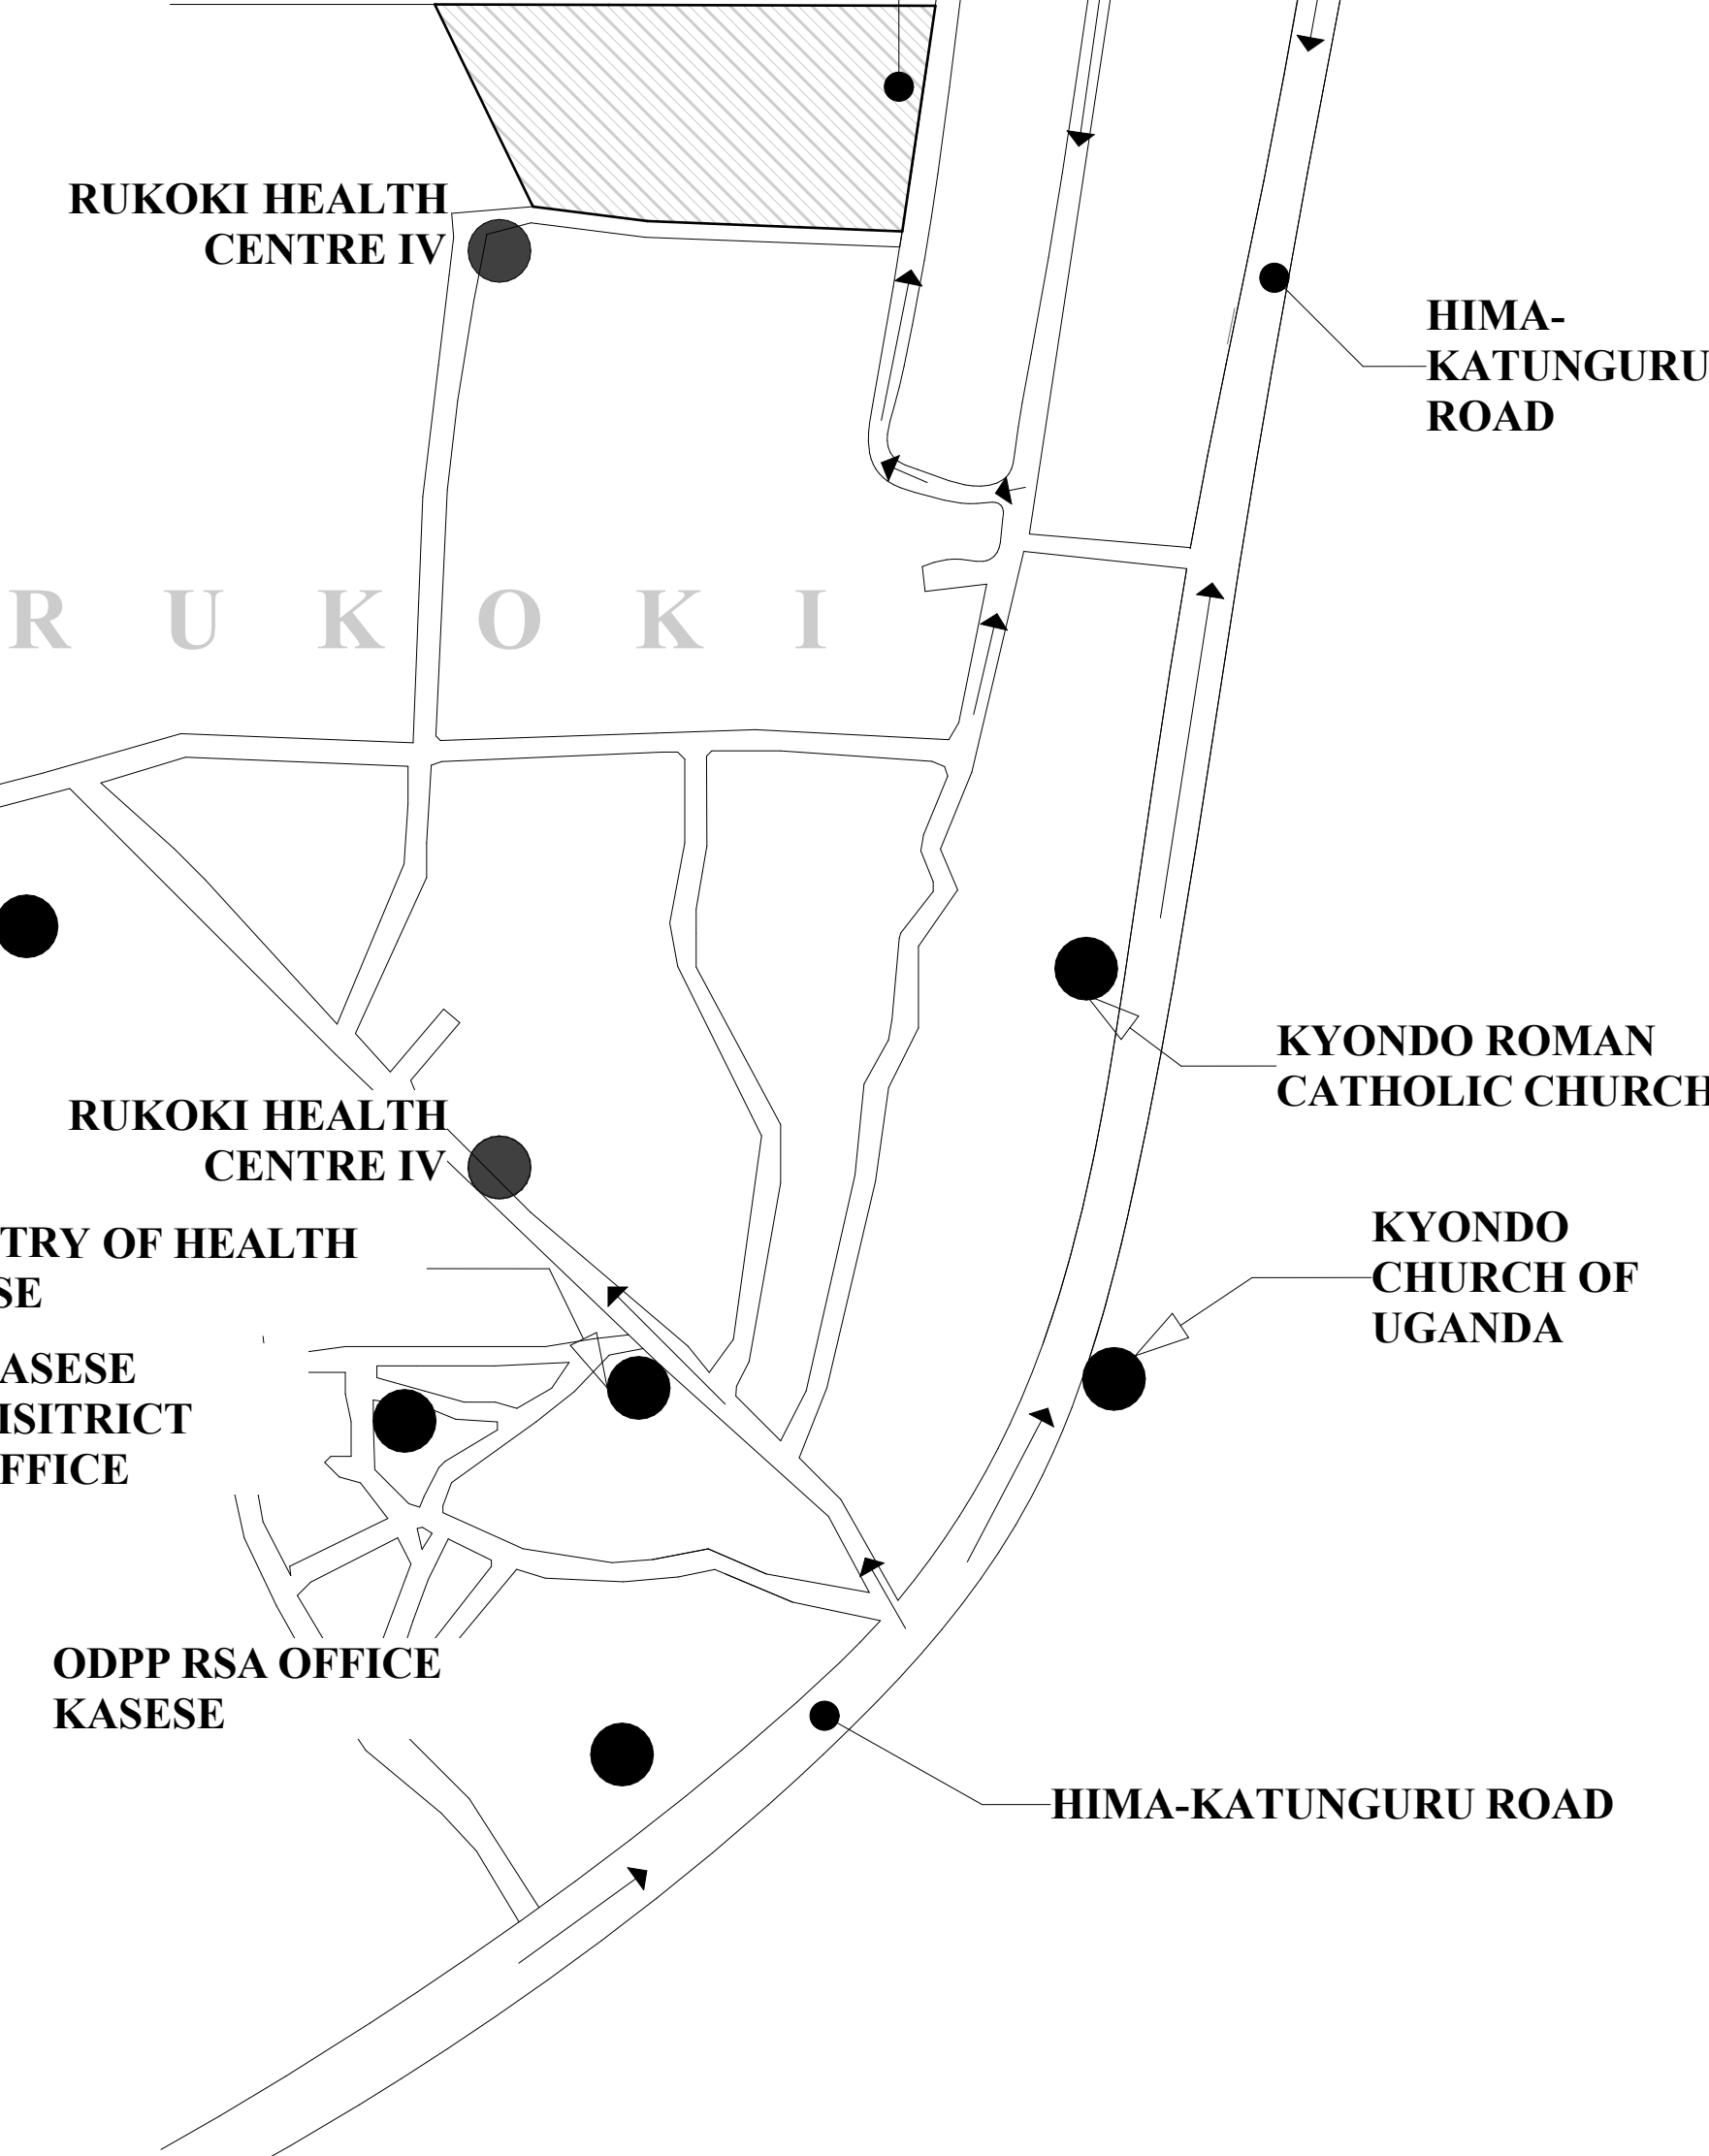 RUKOKI HEALTH
CENTRE IV
HIMA-
KATUNGURU
ROAD
R U K O K I
KYONDO ROMAN
CATHOLIC CHURCH
RUKOKI HEALTH
CENTRE IV
KYONDO
CHURCH OF
UGANDA
TRY OF HEALTH
SE
ASESE
ISITRICT
FFICE
ODPP RSA OFFICE
KASESE
HIMA-KATUNGURU ROAD